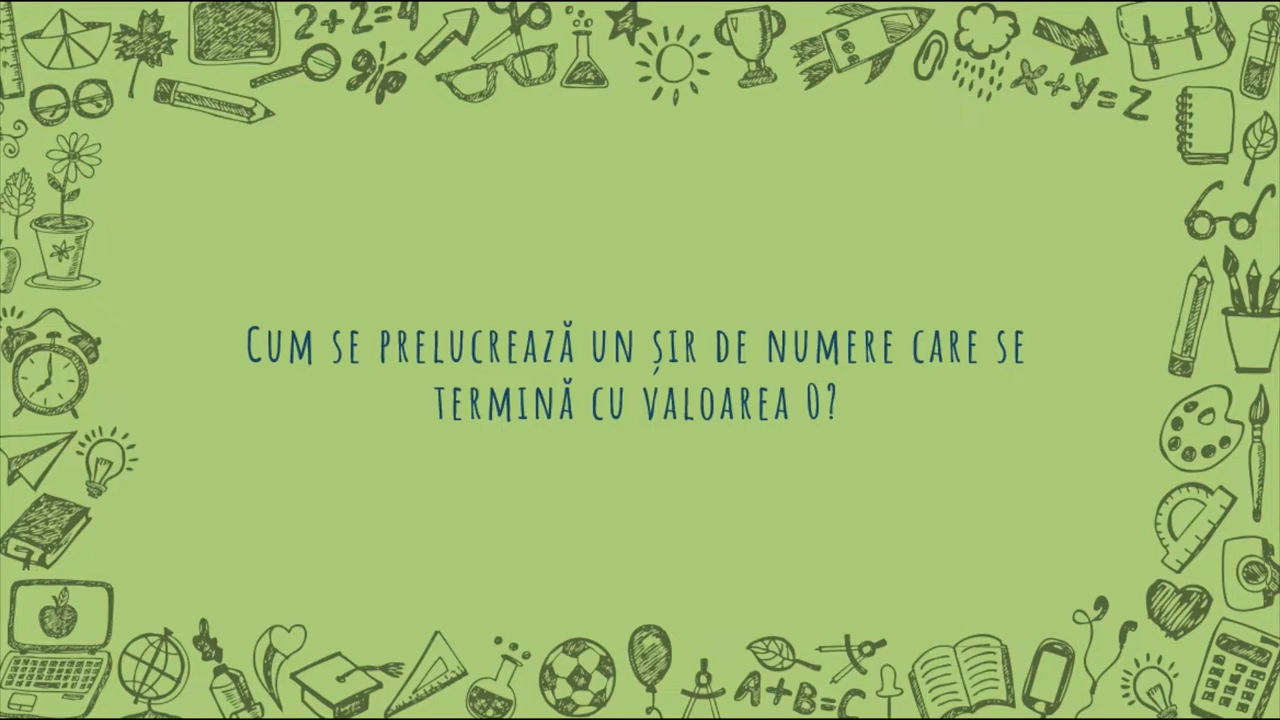 2+2=4
x+y=z
Cum se prelucrează un șir de numere care se
termină cu valoarea 0?
A+B=C